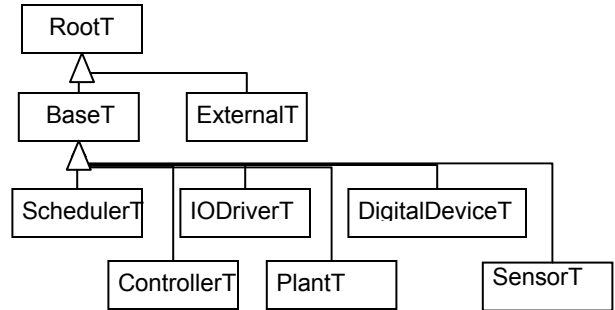 RootT
BaseT
ExternalT
SchedulerT
IODriverT
DigitalDeviceT
ControllerT
PlantT
SensorT